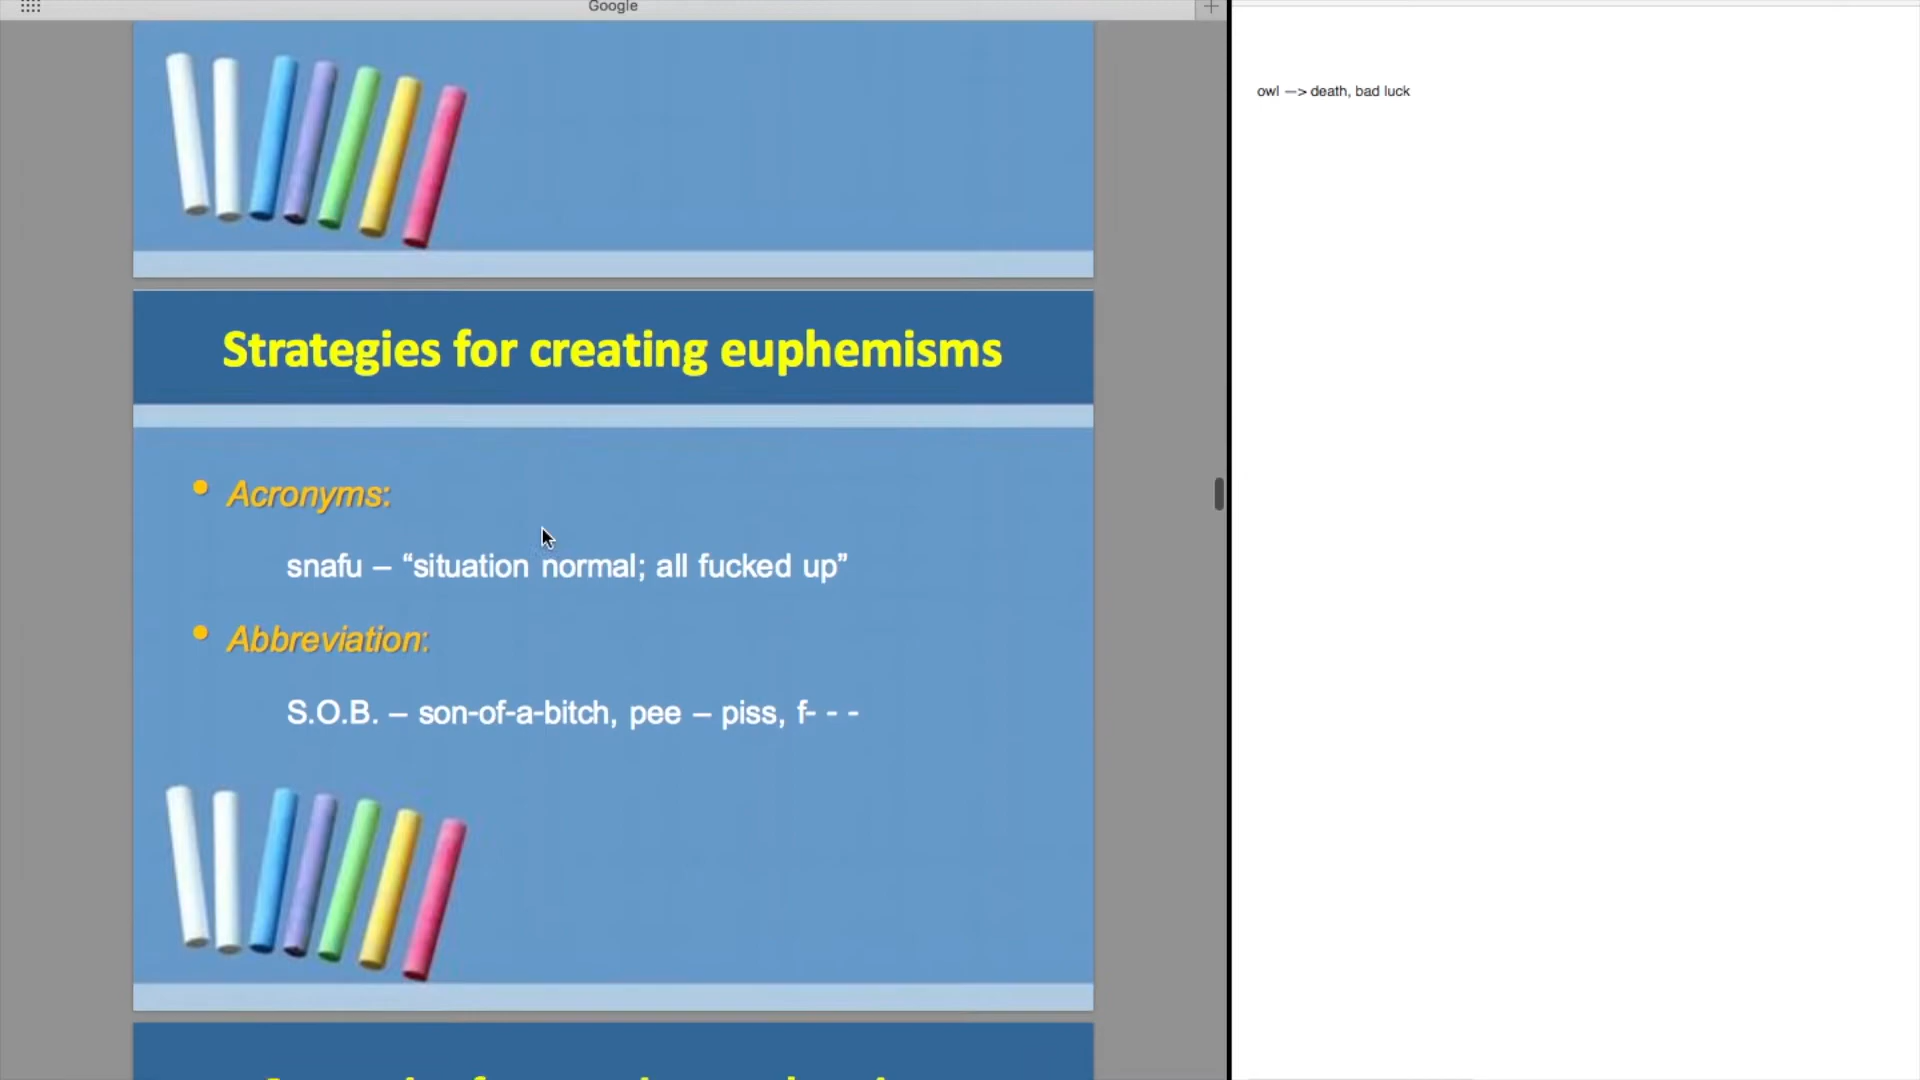 Google
Strategies for creating euphemisms
• Acronyms:
snafu – “situation normal; all fucked up”
• Abbreviation:
S.O.B. – son-of-a-bitch, pee – piss, f- - -
owl —> death, bad luck